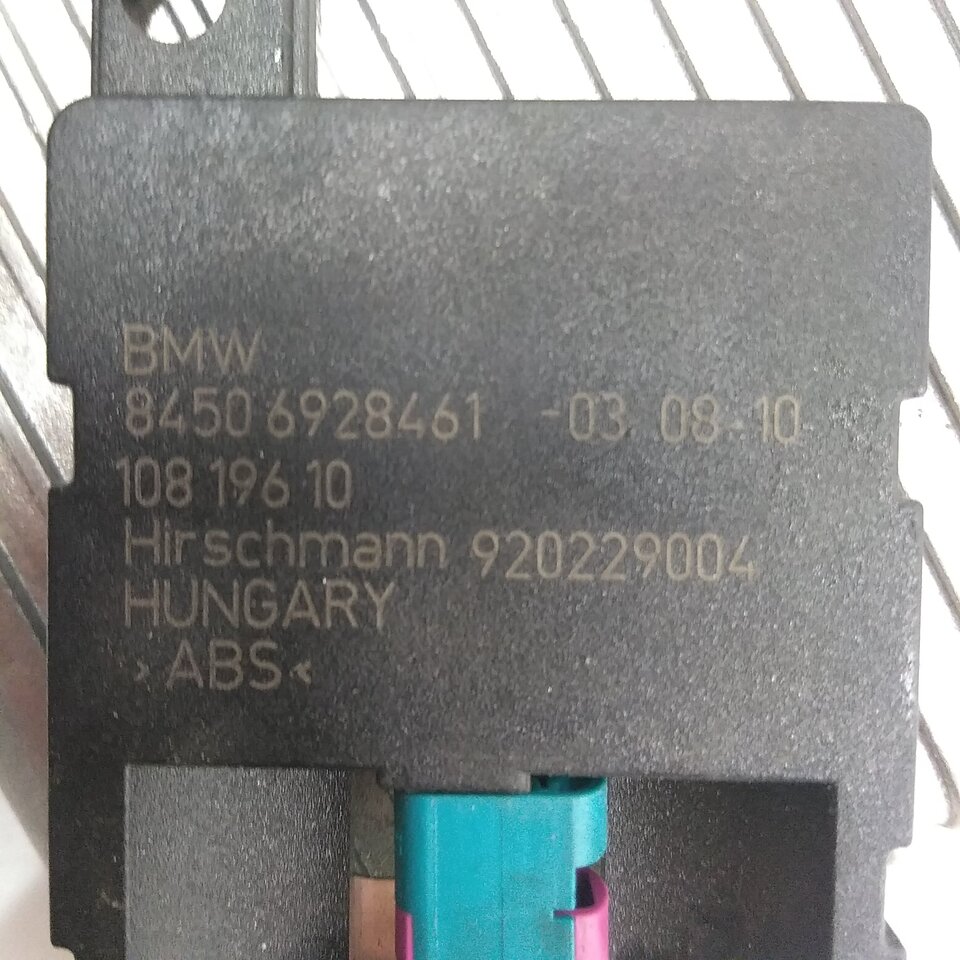 BMW
8450 6928461 -03 08-10
108 196 10
Hirschmann 920229004
HUNGARY
>ABS<